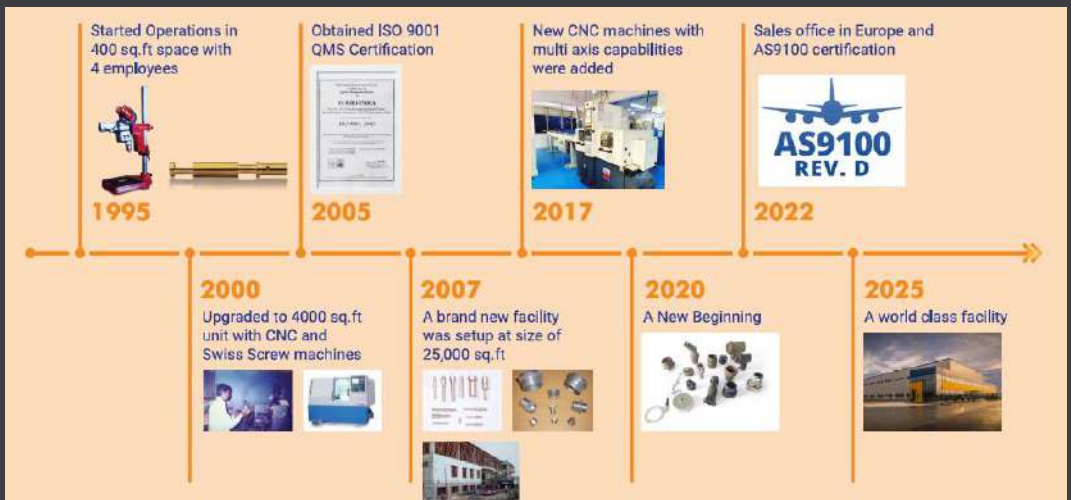 Started Operations in
400 sq.ft space with
4 employees
1995
Obtained ISO 9001
QMS Certification
2005
New CNC machines with
multi axis capabilities
were added
2017
Sales office in Europe and
AS9100 certification
AS9100
REV. D
2022
2000
Upgraded to 4000 sq.ft
unit with CNC and
Swiss Screw machines
2007
A brand new facility
was setup at size of
25,000 sq.ft
2020
A New Beginning
2025
A world class facility